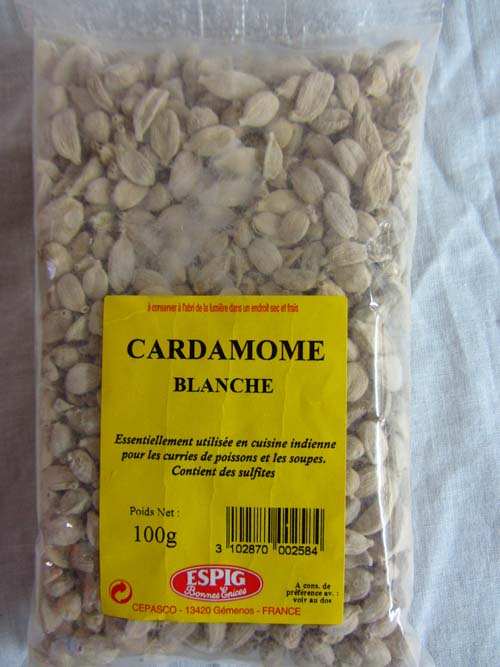 à conserver à l'abri de la lumière dans un endroit sec et frais
CARDAMOME
BLANCHE
Essentiellement utilisée en cuisine indienne
pour les curries de poissons et les soupes.
Contient des sulfites
Poids Net :
100g
3 102870 002584
ESPIG
Bonnes Epices
A cons. de
préférence av. :
voir au dos
CEPASCO - 13420 Gémenos - FRANCE